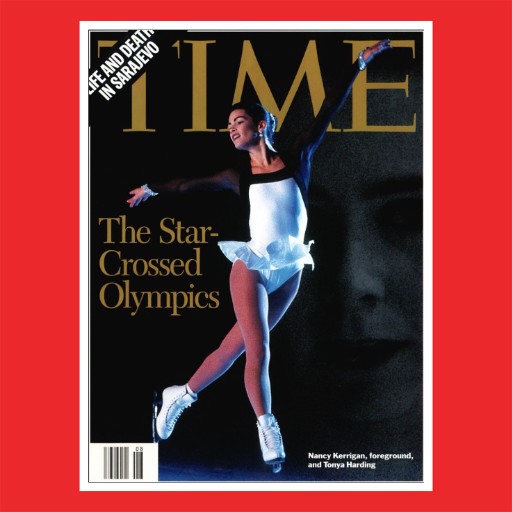 LIFE AND DEATH
IN SARAJEVO
TIME
The Star-
Crossed
Olympics
Nancy Kerrigan, foreground,
and Tonya Harding